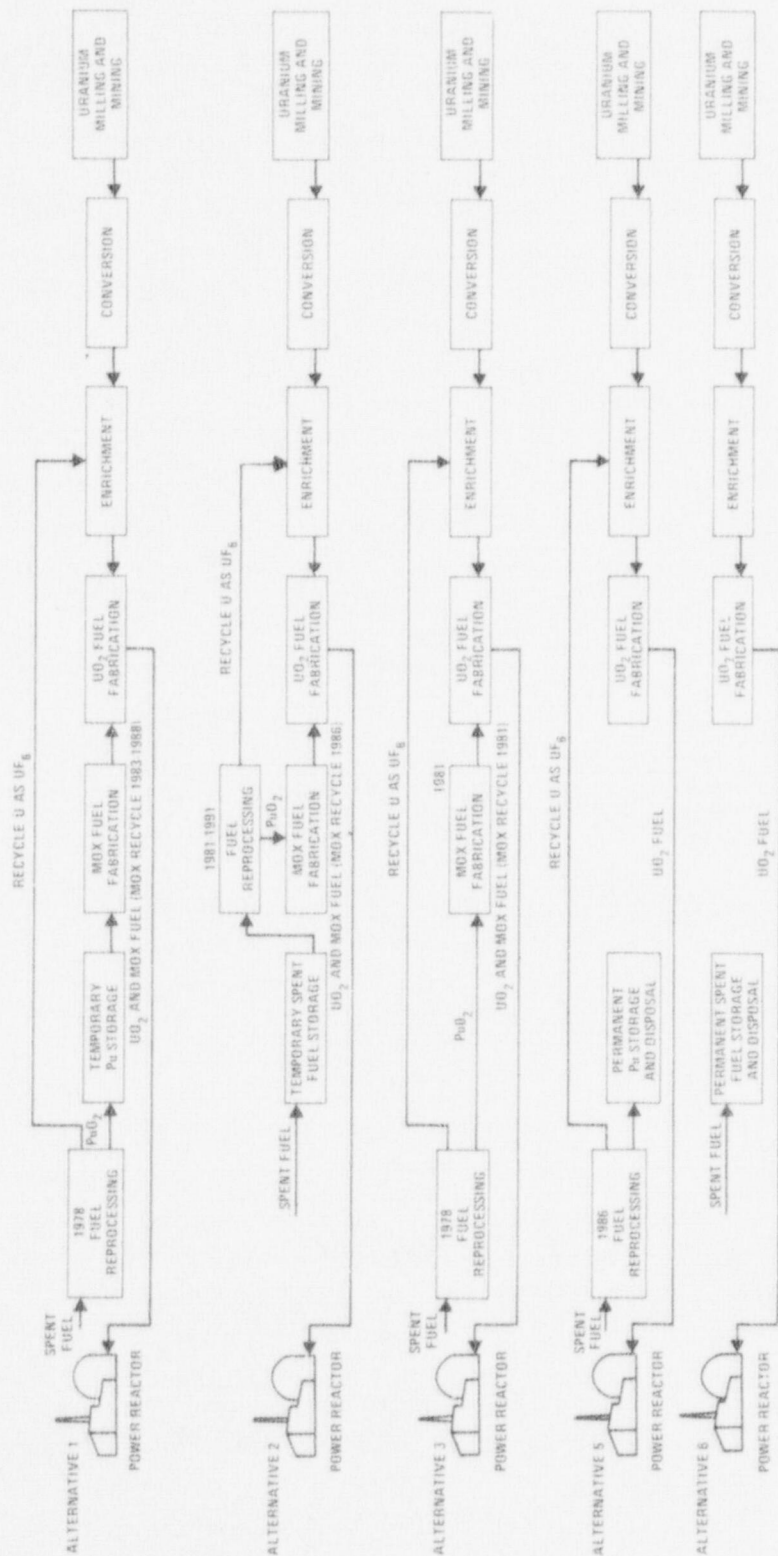 ALTERNATIVE 1
POWER REACTOR
SPENT
FUEL
1978
FUEL
REPROCESSING
PuO2
TEMPORARY
Pu STORAGE
MOX FUEL
FABRICATION
UO2 FUEL
FABRICATION
ENRICHMENT
CONVERSION
URANIUM
MILLING AND
MINING
RECYCLE U AS UF6
UO2 AND MOX FUEL (MOX RECYCLE 1983 1988)
ALTERNATIVE 2
POWER REACTOR
SPENT FUEL
TEMPORARY SPENT
FUEL STORAGE
1981 1991
FUEL
REPROCESSING
PuO2
MOX FUEL
FABRICATION
UO2 FUEL
FABRICATION
ENRICHMENT
CONVERSION
URANIUM
MILLING AND
MINING
RECYCLE U AS UF6
UO2 AND MOX FUEL (MOX RECYCLE 1986)
ALTERNATIVE 3
POWER REACTOR
SPENT
FUEL
1978
FUEL
REPROCESSING
PuO2
1981
MOX FUEL
FABRICATION
UO2 FUEL
FABRICATION
ENRICHMENT
CONVERSION
URANIUM
MILLING AND
MINING
RECYCLE U AS UF6
UO2 AND MOX FUEL (MOX RECYCLE 1981)
ALTERNATIVE 5
POWER REACTOR
SPENT
FUEL
1986
FUEL
REPROCESSING
PERMANENT
Pu STORAGE
AND DISPOSAL
UO2 FUEL
FABRICATION
ENRICHMENT
CONVERSION
URANIUM
MILLING AND
MINING
RECYCLE U AS UF6
UO2 FUEL
ALTERNATIVE 6
POWER REACTOR
SPENT FUEL
PERMANENT SPENT
FUEL STORAGE
AND DISPOSAL
UO2 FUEL
FABRICATION
ENRICHMENT
CONVERSION
URANIUM
MILLING AND
MINING
UO2 FUEL